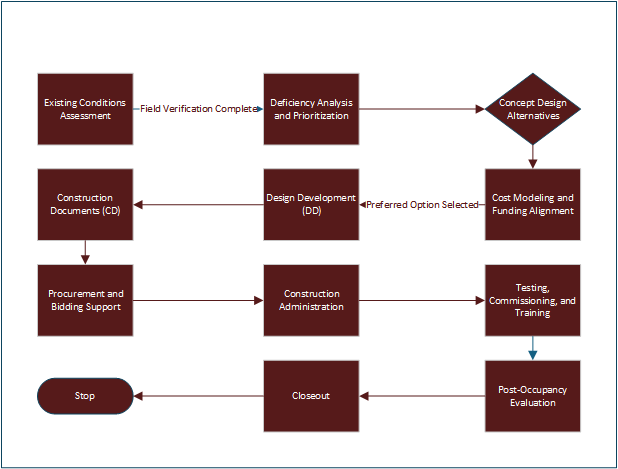 Existing Conditions
Assessment
Field Verification Complete
Deficiency Analysis
and Prioritization
Concept Design
Alternatives
Cost Modeling and
Funding Alignment
Preferred Option Selected
Design Development
(DD)
Construction
Documents (CD)
Procurement and
Bidding Support
Construction
Administration
Testing,
Commissioning, and
Training
Post-Occupancy
Evaluation
Closeout
Stop